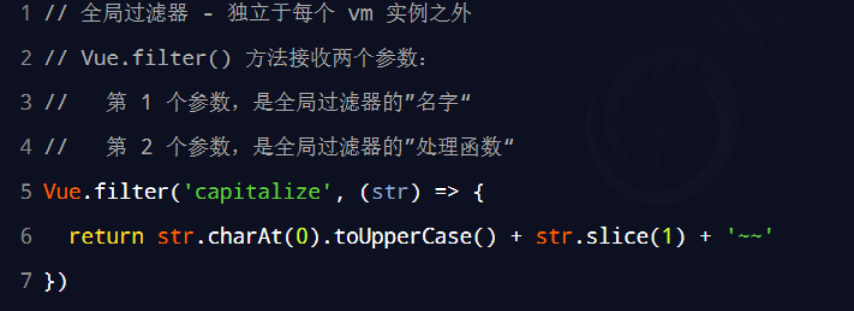 1 // 全局过滤器 - 独立于每个 vm 实例之外
2 // Vue.filter() 方法接收两个参数：
3 //   第 1 个参数，是全局过滤器的”名字“
4 //   第 2 个参数，是全局过滤器的”处理函数“
5 Vue.filter('capitalize', (str) => {
6   return str.charAt(0).toUpperCase() + str.slice(1) + '~~'
7 })